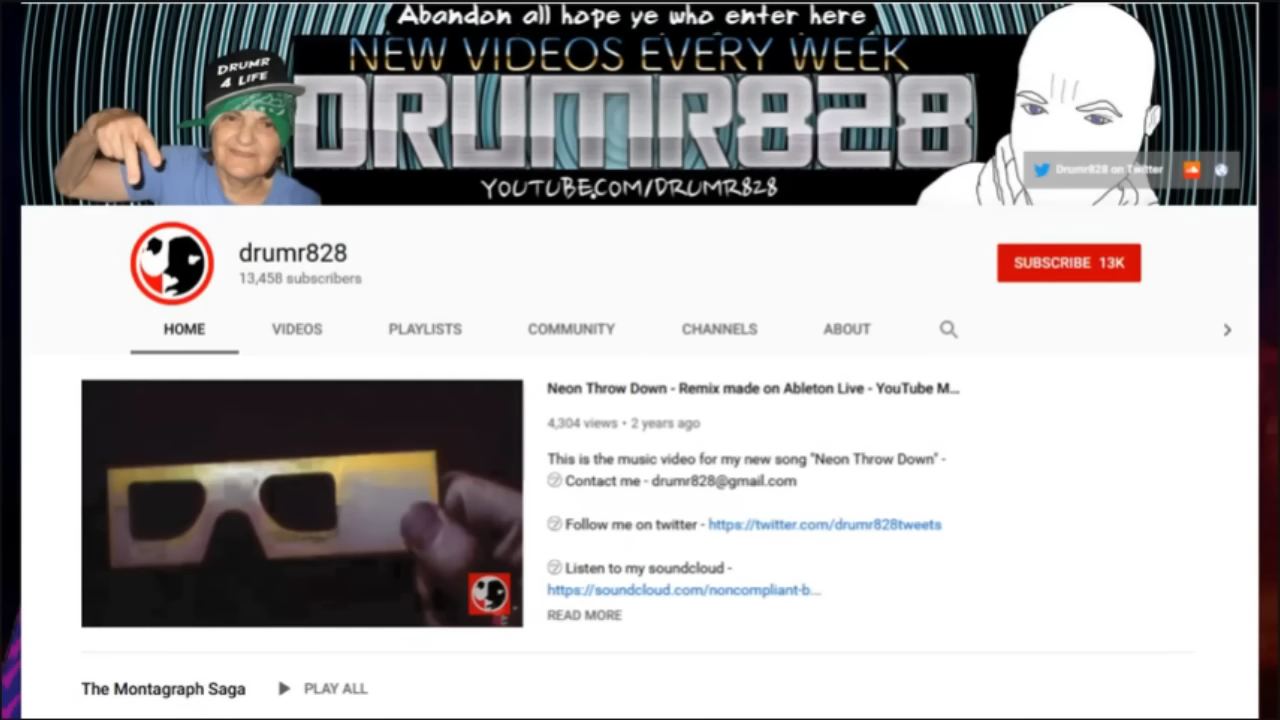 Abandon all hope ye who enter here
NEW VIDEOS EVERY WEEK
DRUMR
4 LIFE
DRUMR828
YOUTUBE.COM/DRUMR828
Drumr828 on Twitter
drumr828
13,458 subscribers
SUBSCRIBE 13K
HOME VIDEOS PLAYLISTS COMMUNITY CHANNELS ABOUT
Neon Throw Down - Remix made on Ableton Live - YouTube M...
4,304 views • 2 years ago
This is the music video for my new song "Neon Throw Down" -
Contact me - drumr828@gmail.com
Follow me on twitter - https://twitter.com/drumr828tweets
Listen to my soundcloud -
https://soundcloud.com/noncompliant-b...
READ MORE
The Montagraph Saga PLAY ALL